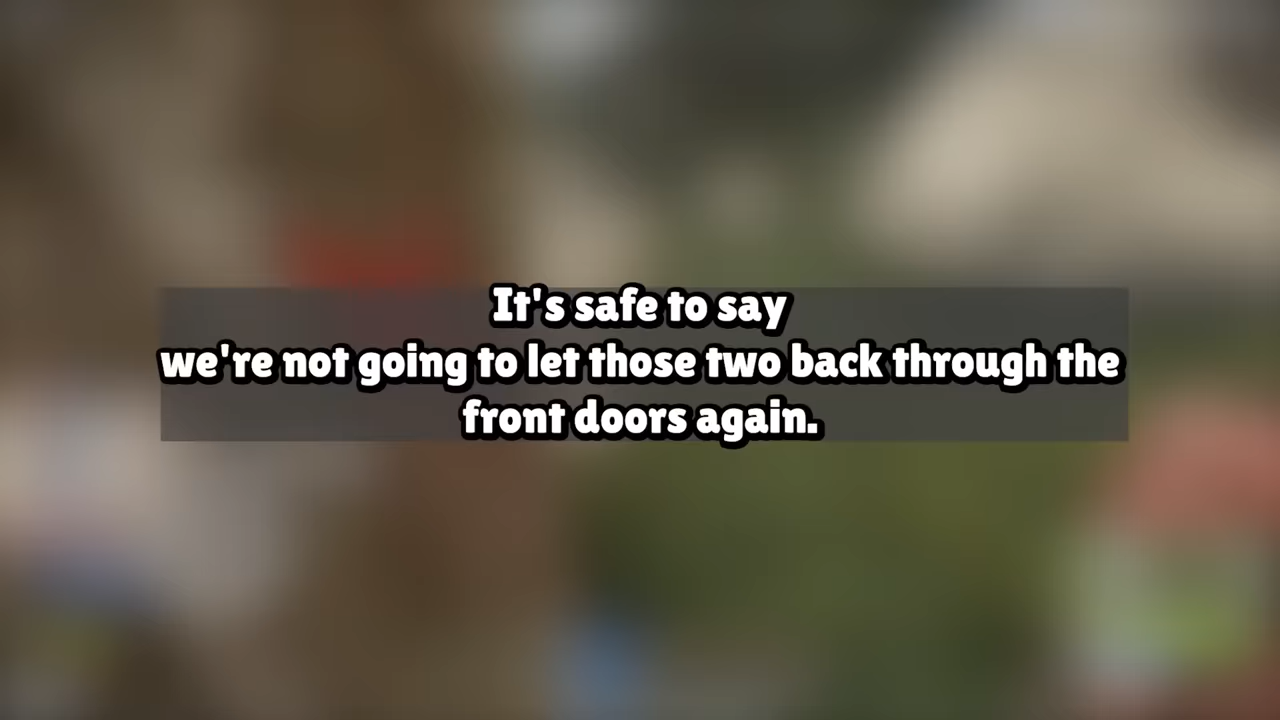 It's safe to say
we're not going to let those two back through the
front doors again.